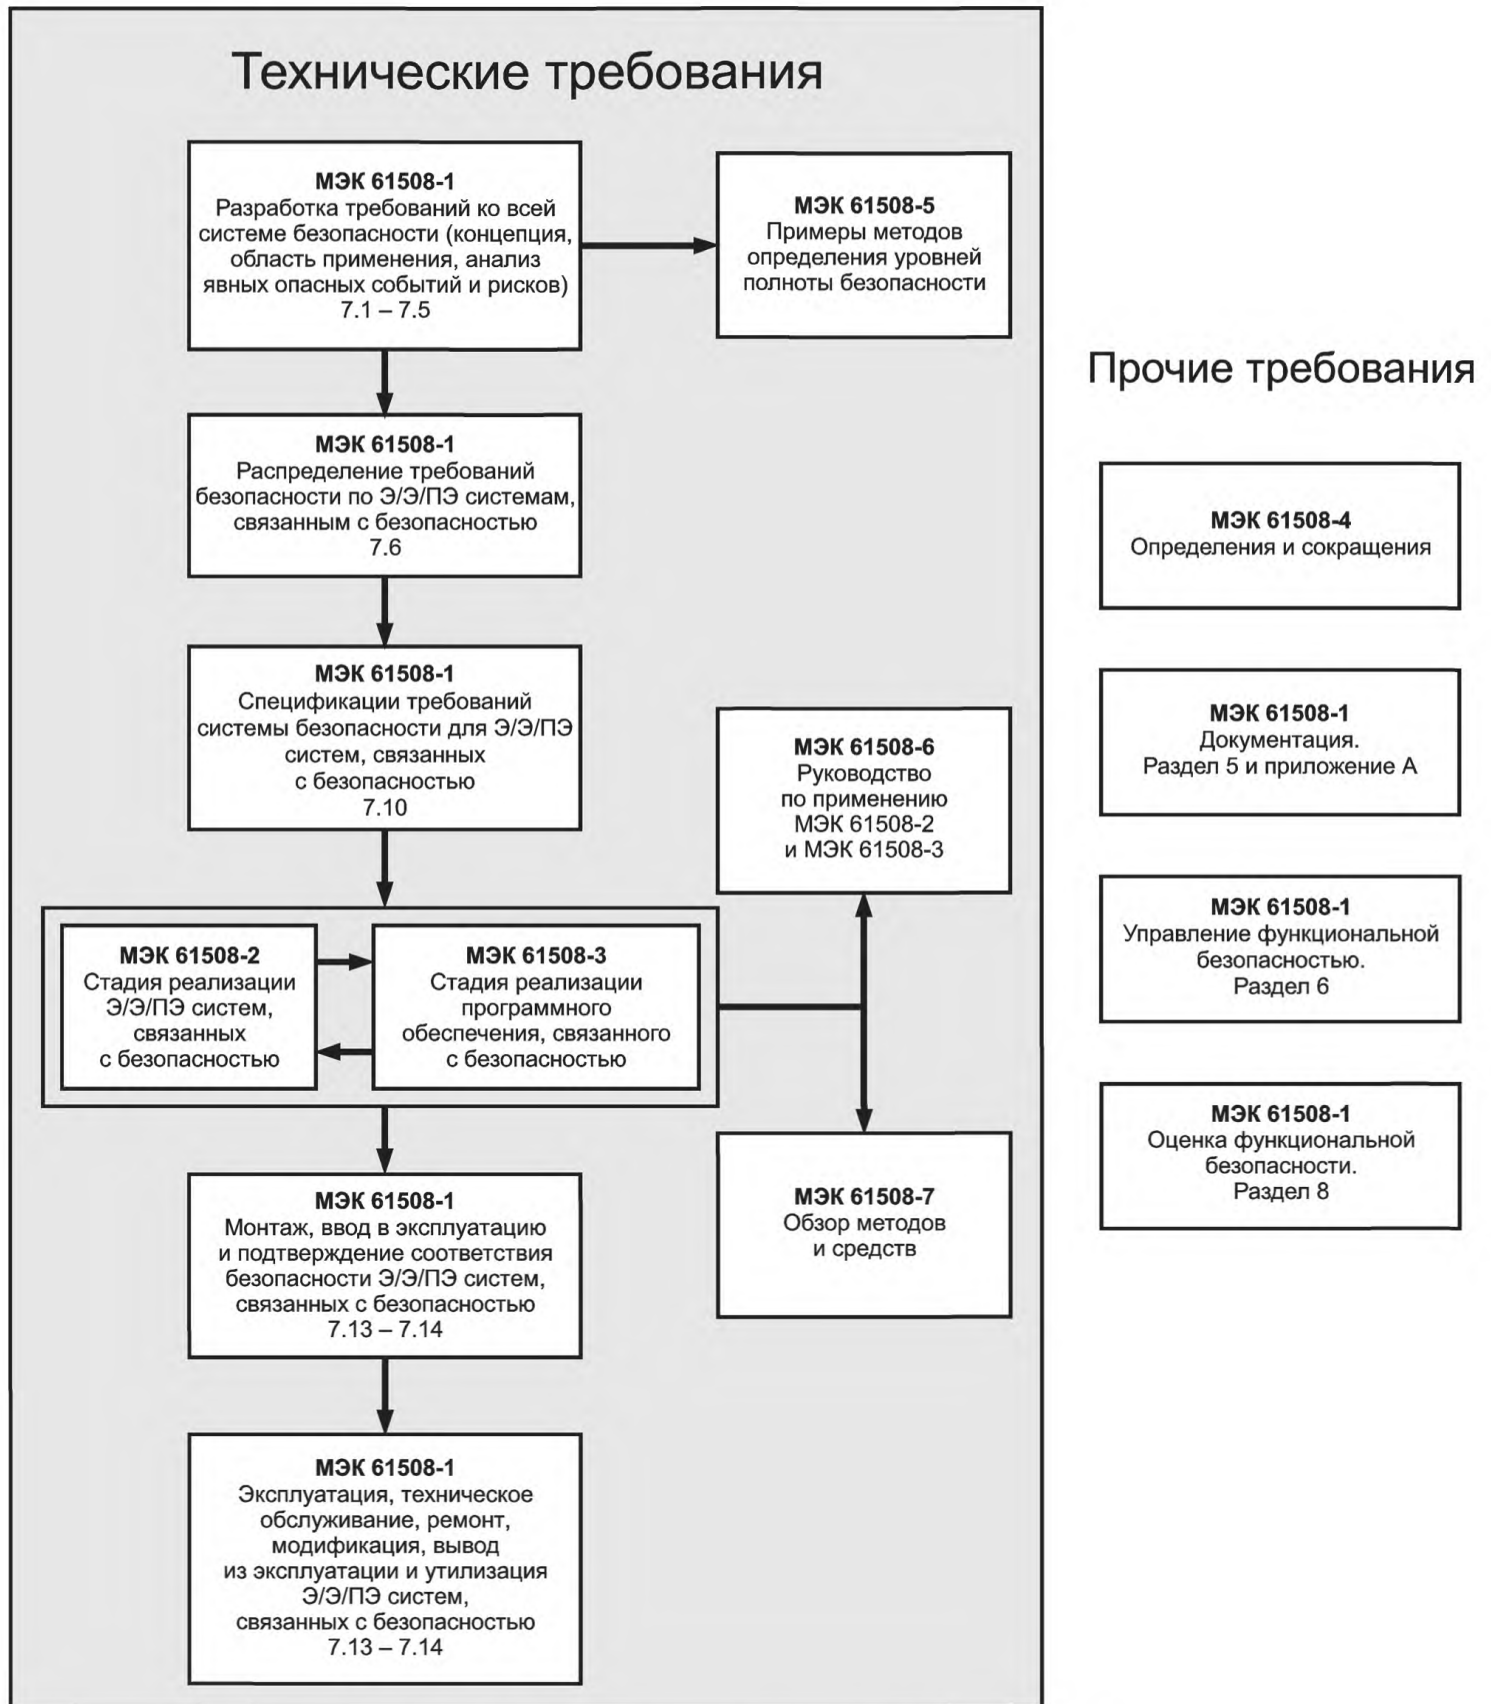 Технические требования
МЭК 61508-1
Разработка требований ко всей
системе безопасности (концепция,
область применения, анализ
явных опасных событий и рисков)
7.1 – 7.5
МЭК 61508-5
Примеры методов
определения уровней
полноты безопасности
МЭК 61508-1
Распределение требований
безопасности по Э/Э/ПЭ системам,
связанным с безопасностью
7.6
МЭК 61508-1
Спецификации требований
системы безопасности для Э/Э/ПЭ
систем, связанных
с безопасностью
7.10
МЭК 61508-6
Руководство
по применению
МЭК 61508-2
и МЭК 61508-3
МЭК 61508-2
Стадия реализации
Э/Э/ПЭ систем,
связанных
с безопасностью
МЭК 61508-3
Стадия реализации
программного
обеспечения, связанного
с безопасностью
МЭК 61508-7
Обзор методов
и средств
МЭК 61508-1
Монтаж, ввод в эксплуатацию
и подтверждение соответствия
безопасности Э/Э/ПЭ систем,
связанных с безопасностью
7.13 – 7.14
МЭК 61508-1
Эксплуатация, техническое
обслуживание, ремонт,
модификация, вывод
из эксплуатации и утилизация
Э/Э/ПЭ систем,
связанных с безопасностью
7.13 – 7.14
Прочие требования
МЭК 61508-4
Определения и сокращения
МЭК 61508-1
Документация.
Раздел 5 и приложение А
МЭК 61508-1
Управление функциональной
безопасностью.
Раздел 6
МЭК 61508-1
Оценка функциональной
безопасности.
Раздел 8